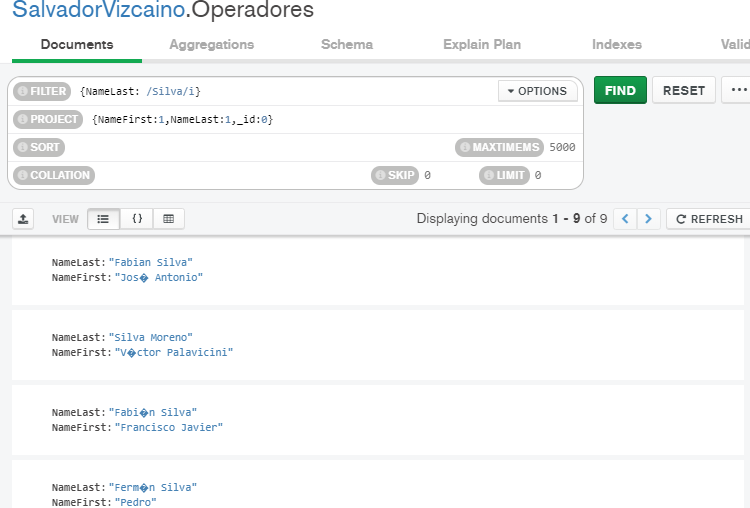 SalvadorVizcaino.Operadores
Documents Aggregations Schema Explain Plan Indexes Valid
FILTER {NameLast: /Silva/i} OPTIONS FIND RESET ...
PROJECT {NameFirst:1,NameLast:1,_id:0}
SORT MAXTIMEMS 5000
COLLATION SKIP 0 LIMIT 0
VIEW {} Displaying documents 1 - 9 of 9 < > REFRESH
NameLast:"Fabian Silva"
NameFirst:"Jos� Antonio"
NameLast:"Silva Moreno"
NameFirst:"V�ctor Palavicini"
NameLast:"Fabi�n Silva"
NameFirst:"Francisco Javier"
NameLast:"Ferm�n Silva"
NameFirst:"Pedro"